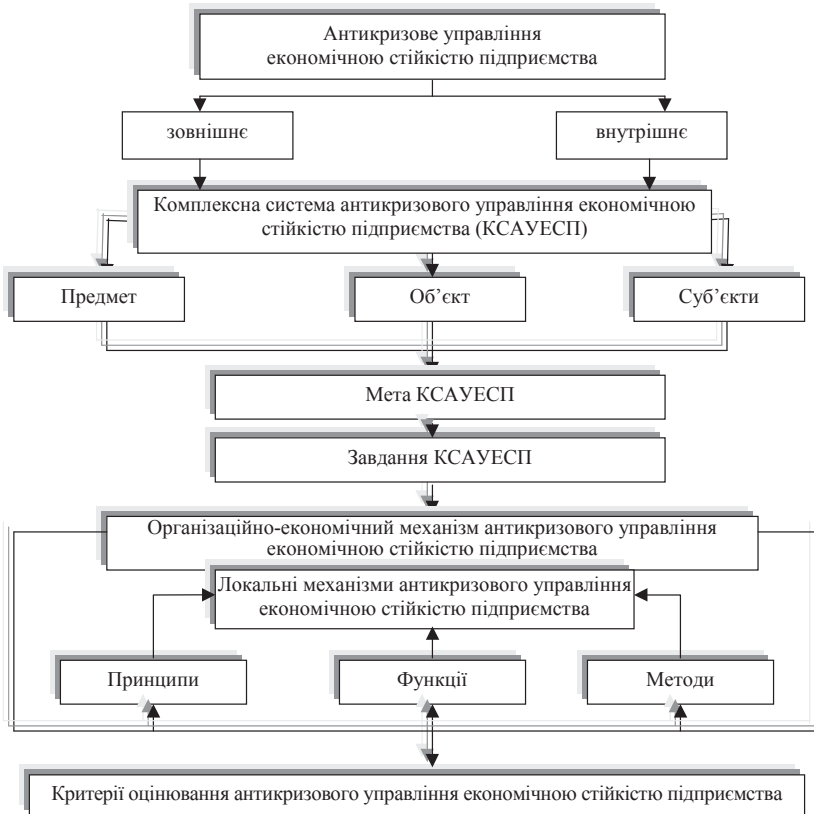 Антикризове управління
економічною стійкістю підприємства
зовнішнє
внутрішнє
Комплексна система антикризового управління економічною
стійкістю підприємства (КСАУЕСП)
Предмет
Об’єкт
Суб’єкти
Мета КСАУЕСП
Завдання КСАУЕСП
Організаційно-економічний механізм антикризового управління
економічною стійкістю підприємства
Локальні механізми антикризового управління
економічною стійкістю підприємства
Принципи
Функції
Методи
Критерії оцінювання антикризового управління економічною стійкістю підприємства